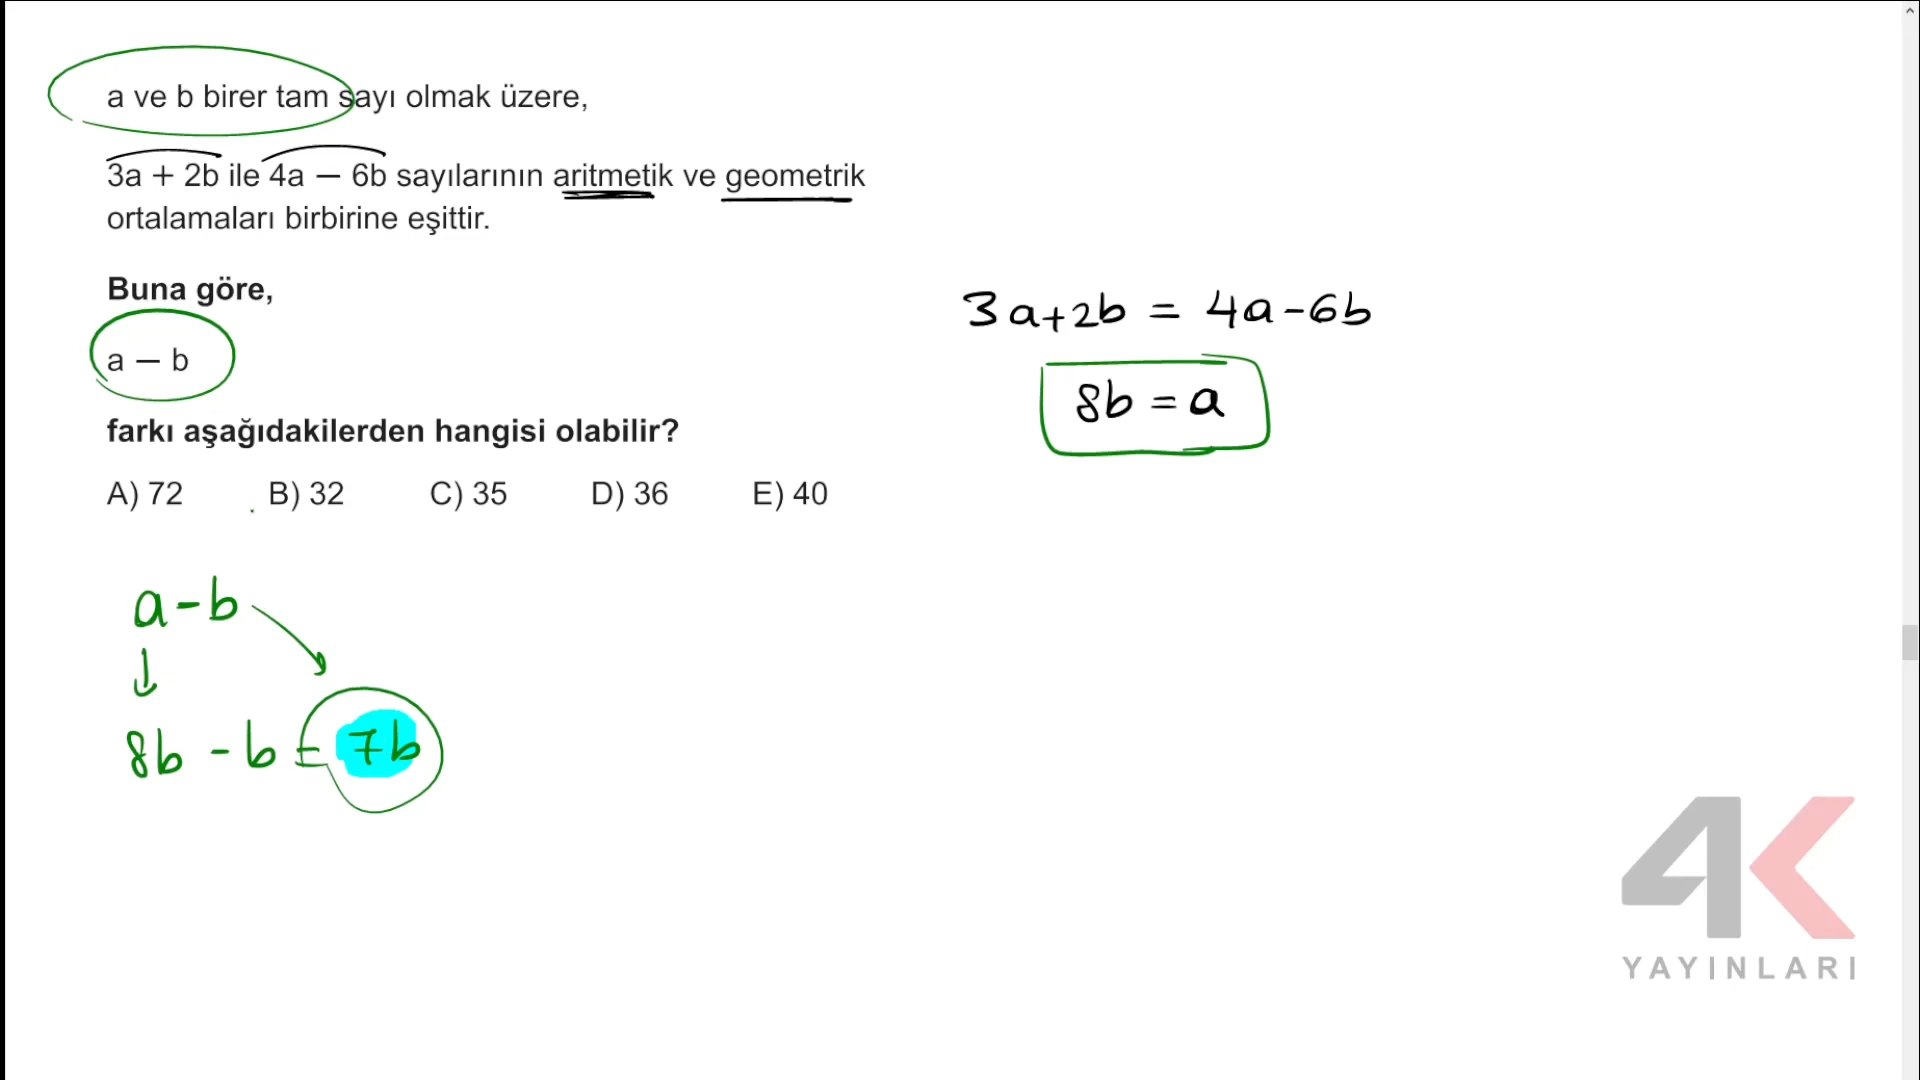 a ve b birer tam sayı olmak üzere,
3a + 2b ile 4a — 6b sayılarının aritmetik ve geometrik
ortalamaları birbirine eşittir.
Buna göre,
a — b
farkı aşağıdakilerden hangisi olabilir?
A) 72 B) 32 C) 35 D) 36 E) 40
3a+2b = 4a-6b
8b = a
a-b
8b - b = 7b
4K
YAYINLARI